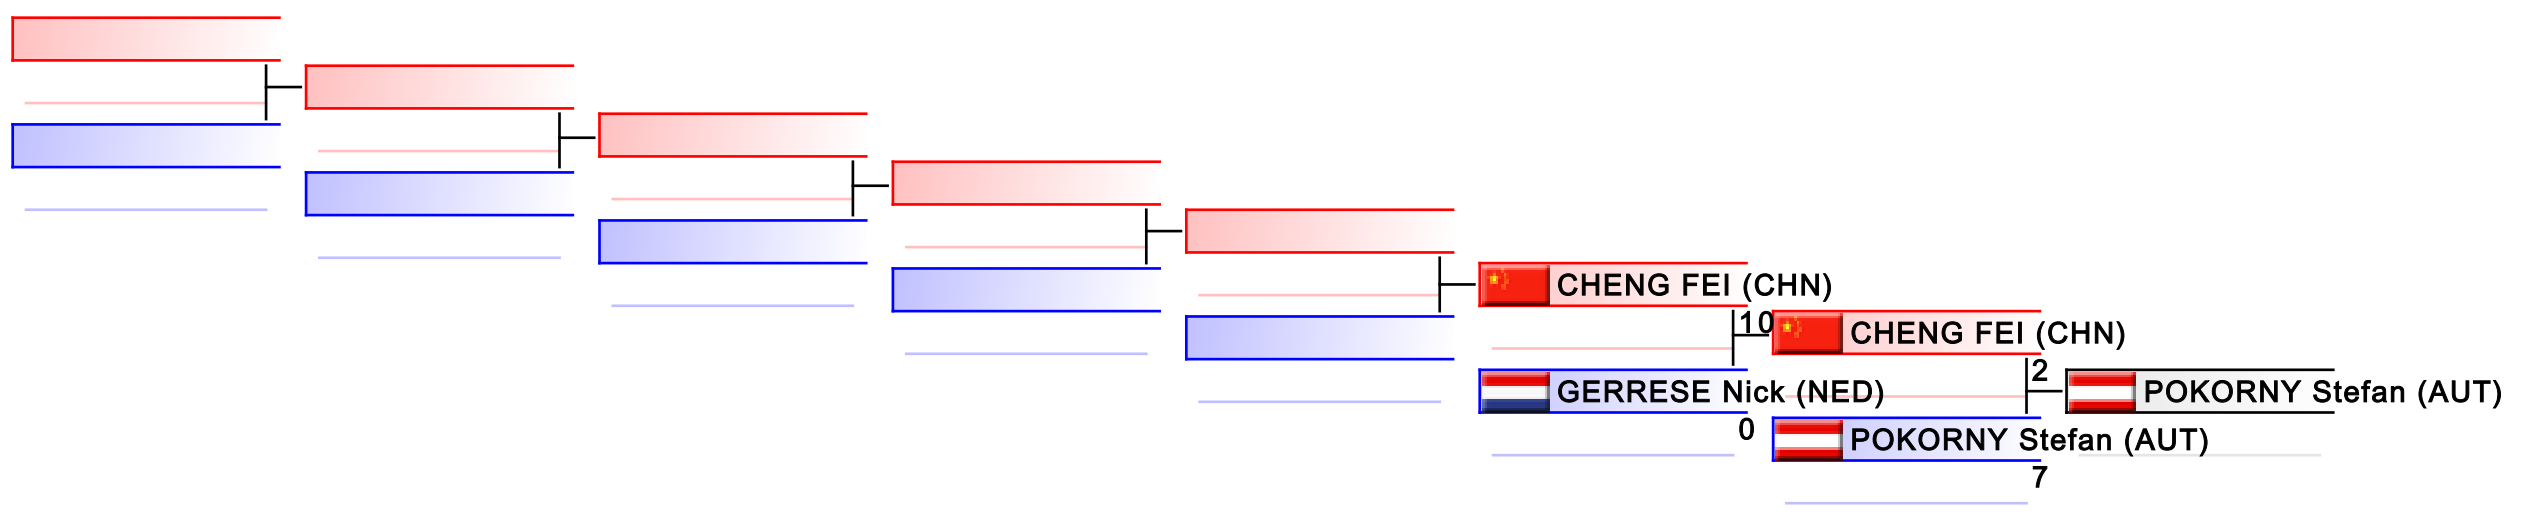 CHENG FEI (CHN)
10
CHENG FEI (CHN)
2
GERRESE Nick (NED)
POKORNY Stefan (AUT)
0
POKORNY Stefan (AUT)
7